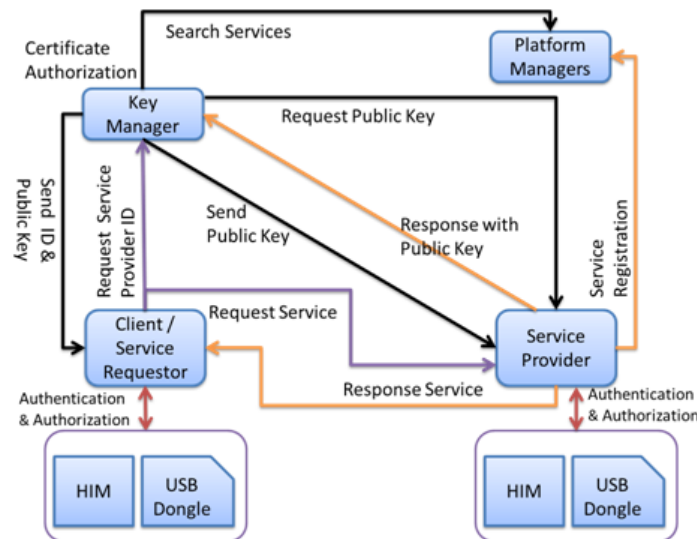 Search Services
Certificate
Authorization
Platform
Managers
Key
Manager
Request Public Key
Send ID &
Public Key
Request Service
Provider ID
Send
Public Key
Response with
Public Key
Service
Registration
Request Service
Client /
Service
Requestor
Service
Provider
Response Service
Authentication
& Authorization
Authentication
& Authorization
HIM
USB
Dongle
HIM
USB
Dongle